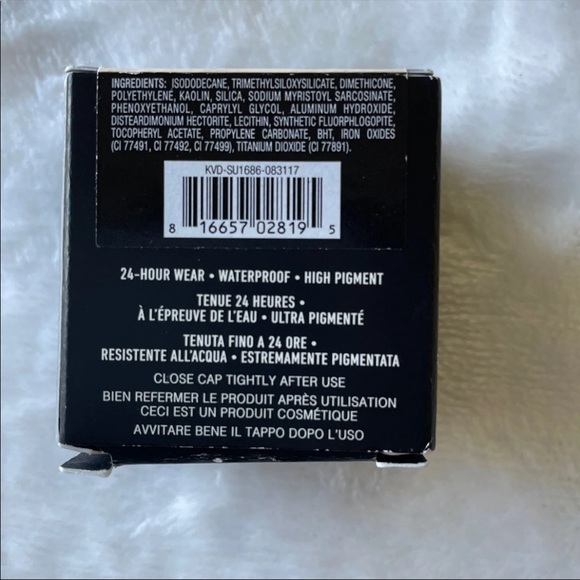 INGREDIENTS: ISODODECANE, TRIMETHYLSILOXYSILICATE, DIMETHICONE,
POLYETHYLENE, KAOLIN, SILICA, SODIUM MYRISTOYL SARCOSINATE,
PHENOXYETHANOL, CAPRYLYL GLYCOL, ALUMINUM HYDROXIDE,
DISTEARDIMONIUM HECTORITE, LECITHIN, SYNTHETIC FLUORPHLOGOPITE,
TOCOPHERYL ACETATE, PROPYLENE CARBONATE, BHT, IRON OXIDES
(CI 77491, CI 77492, CI 77499), TITANIUM DIOXIDE (CI 77891).
KVD-SU1686-083117
8 16657 02819 5
24-HOUR WEAR • WATERPROOF • HIGH PIGMENT
TENUE 24 HEURES •
À L'ÉPREUVE DE L'EAU • ULTRA PIGMENTÉ
TENUTA FINO A 24 ORE •
RESISTENTE ALL'ACQUA • ESTREMAMENTE PIGMENTATA
CLOSE CAP TIGHTLY AFTER USE
BIEN REFERMER LE PRODUIT APRÈS UTILISATION
CECI EST UN PRODUIT COSMÉTIQUE
AVVITARE BENE IL TAPPO DOPO L'USO